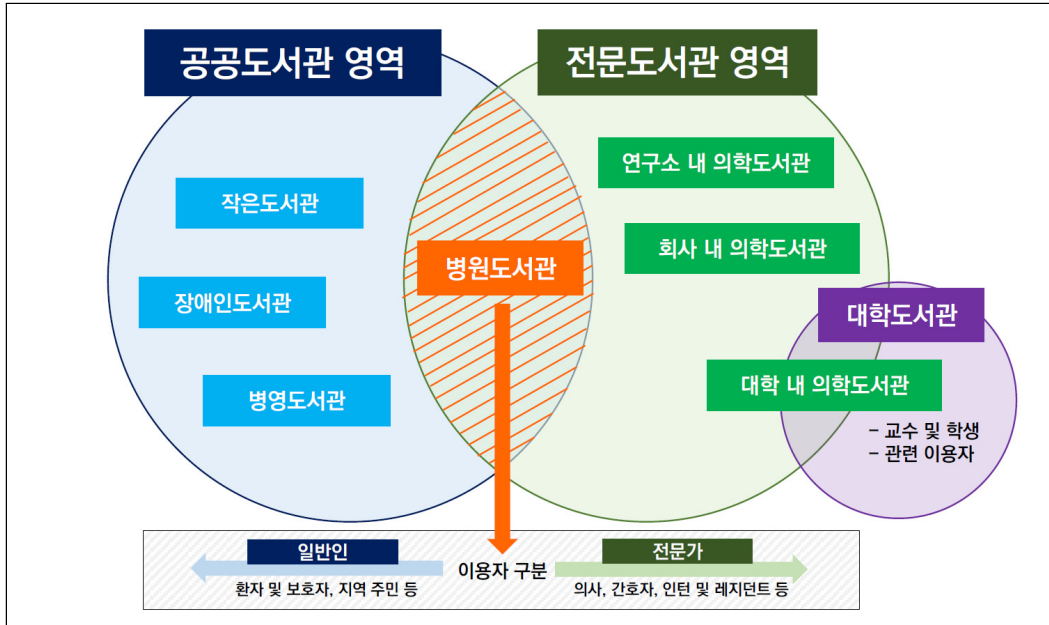 공공도서관 영역
전문도서관 영역
작은도서관
장애인도서관
병영도서관
병원도서관
연구소 내 의학도서관
회사 내 의학도서관
대학도서관
대학 내 의학도서관
- 교수 및 학생
- 관련 이용자
일반인
환자 및 보호자, 지역 주민 등
이용자 구분
전문가
의사, 간호자, 인턴 및 레지던트 등